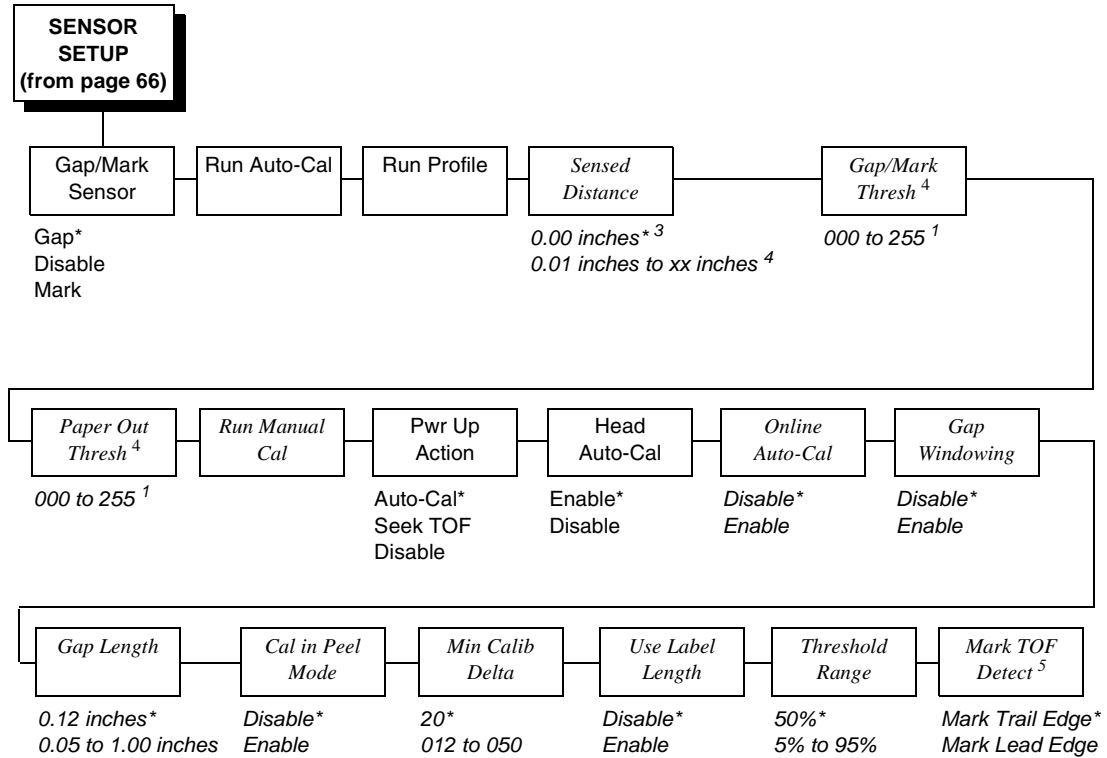 SENSOR
SETUP
(from page 66)
Gap/Mark
Sensor
Run Auto-Cal
Run Profile
Sensed
Distance
Gap/Mark
Thresh 4
Gap*
Disable
Mark
0.00 inches* 3
0.01 inches to xx inches 4
000 to 255 1
Paper Out
Thresh 4
Run Manual
Cal
Pwr Up
Action
Head
Auto-Cal
Online
Auto-Cal
Gap
Windowing
000 to 255 1
Auto-Cal*
Seek TOF
Disable
Enable*
Disable
Disable*
Enable
Disable*
Enable
Gap Length
Cal in Peel
Mode
Min Calib
Delta
Use Label
Length
Threshold
Range
Mark TOF
Detect 5
0.12 inches*
0.05 to 1.00 inches
Disable*
Enable
20*
012 to 050
Disable*
Enable
50%*
5% to 95%
Mark Trail Edge*
Mark Lead Edge